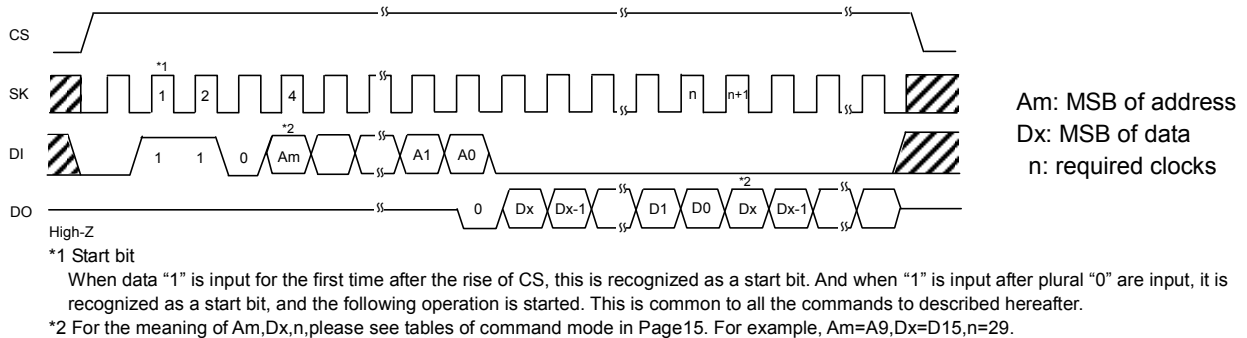 CS
*1
SK 1 2 4 n n+1
*2
DI 1 1 0 Am A1 A0
*2
DO 0 Dx Dx-1 D1 D0 Dx Dx-1
High-Z
Am: MSB of address
Dx: MSB of data
n: required clocks
*1 Start bit
When data “1” is input for the first time after the rise of CS, this is recognized as a start bit. And when “1” is input after plural “0” are input, it is
recognized as a start bit, and the following operation is started. This is common to all the commands to described hereafter.
*2 For the meaning of Am,Dx,n,please see tables of command mode in Page15. For example, Am=A9,Dx=D15,n=29.